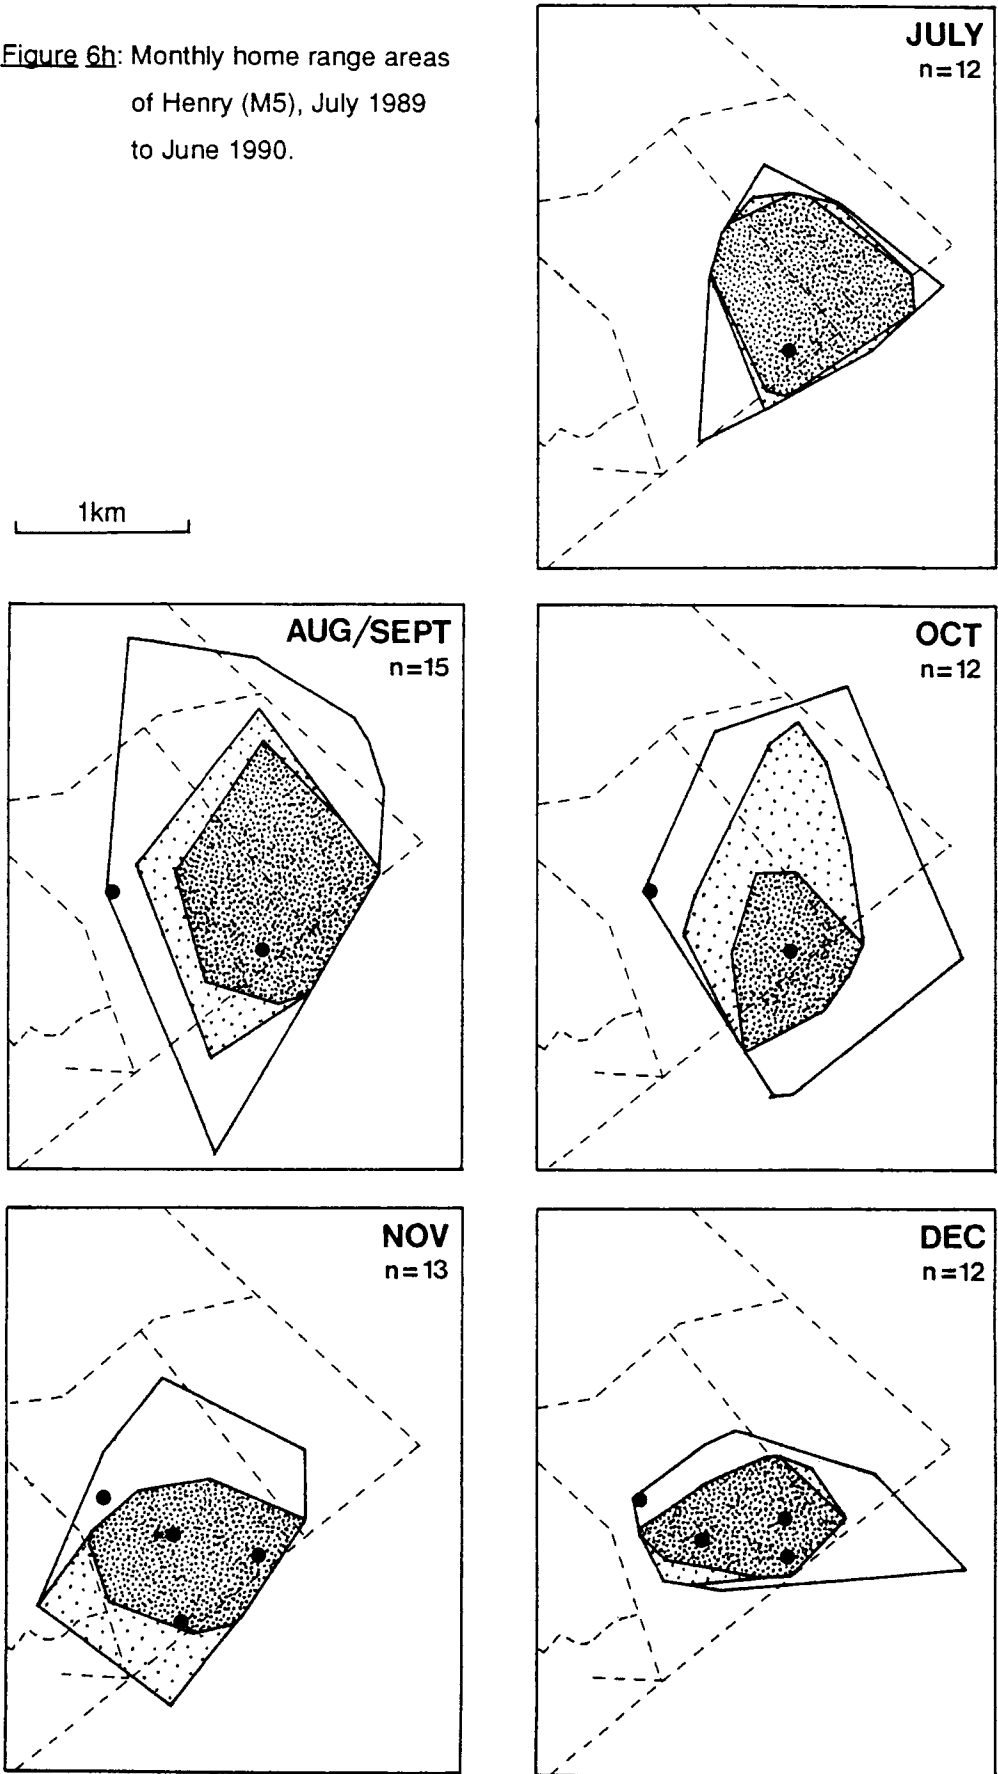 Figure 6h: Monthly home range areas
of Henry (M5), July 1989
to June 1990.
JULY
n=12
1km
AUG/SEPT
n=15
OCT
n=12
NOV
n=13
DEC
n=12